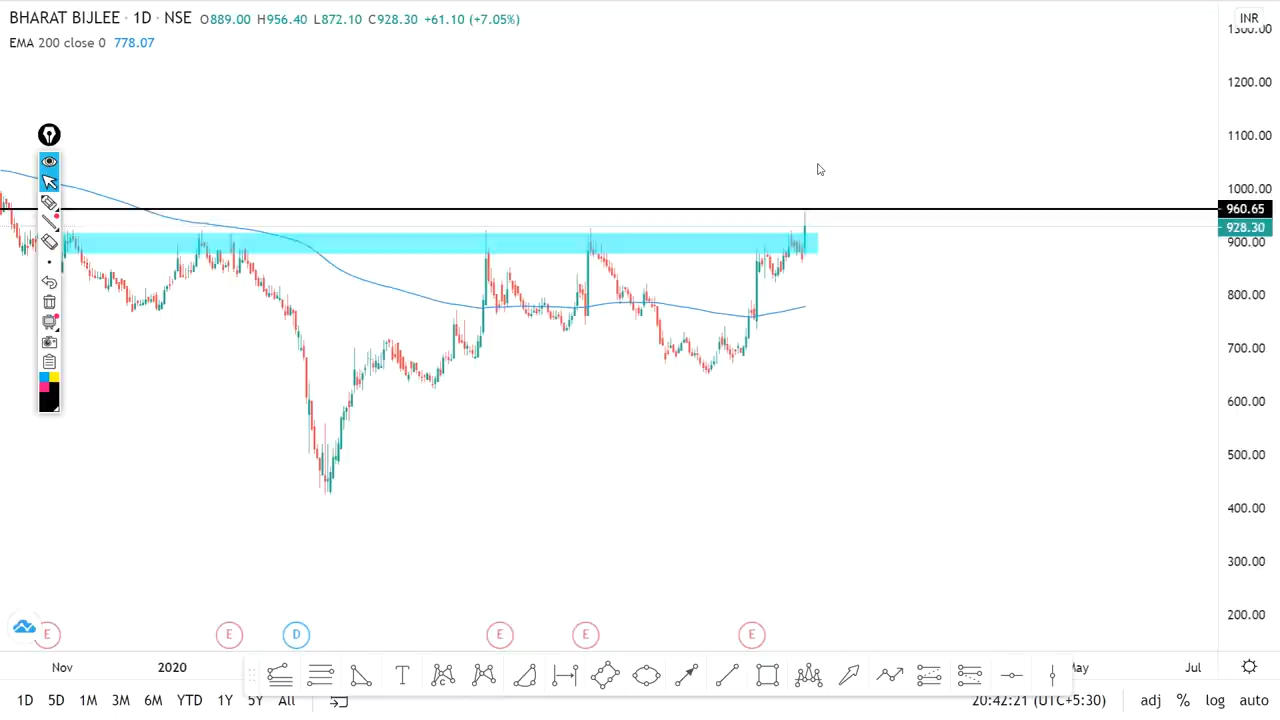 BHARAT BIJLEE · 1D · NSE O889.00 H956.40 L872.10 C928.30 +61.10 (+7.05%)
EMA 200 close 0 778.07
INR
1300.00
1200.00
1100.00
1000.00
960.65
928.30
900.00
800.00
700.00
600.00
500.00
400.00
300.00
200.00
E E D E E E
Nov 2020 May Jul
1D 5D 1M 3M 6M YTD 1Y 5Y All 20:42:21 (UTC+5:30) adj % log auto